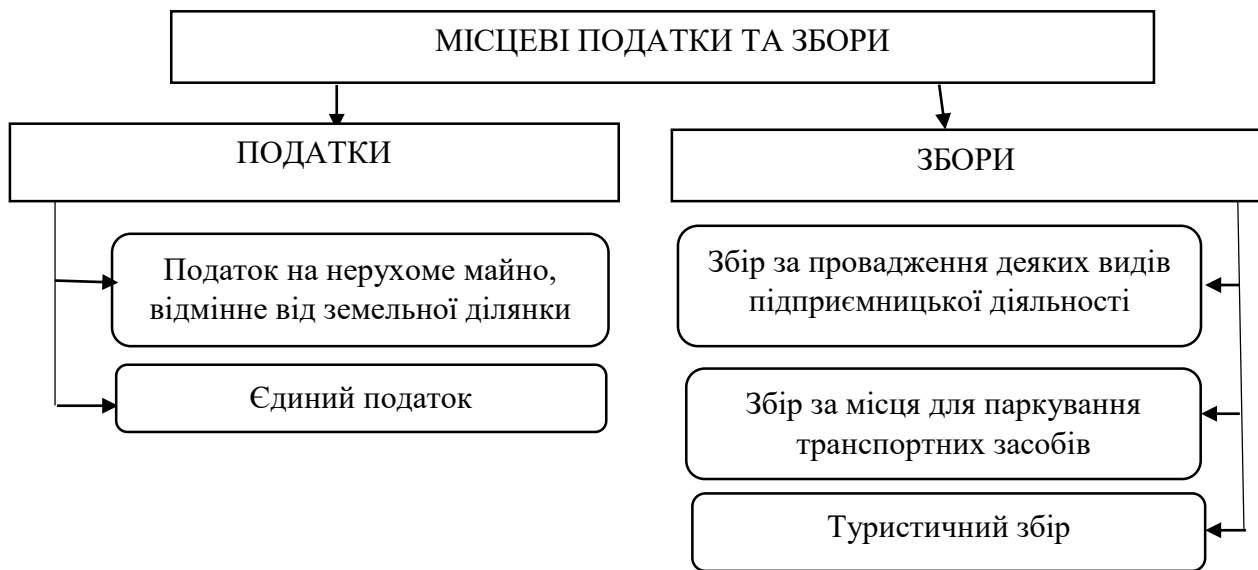 МІСЦЕВІ ПОДАТКИ ТА ЗБОРИ
ПОДАТКИ
Податок на нерухоме майно,
відмінне від земельної ділянки
Єдиний податок
ЗБОРИ
Збір за провадження деяких видів
підприємницької діяльності
Збір за місця для паркування
транспортних засобів
Туристичний збір